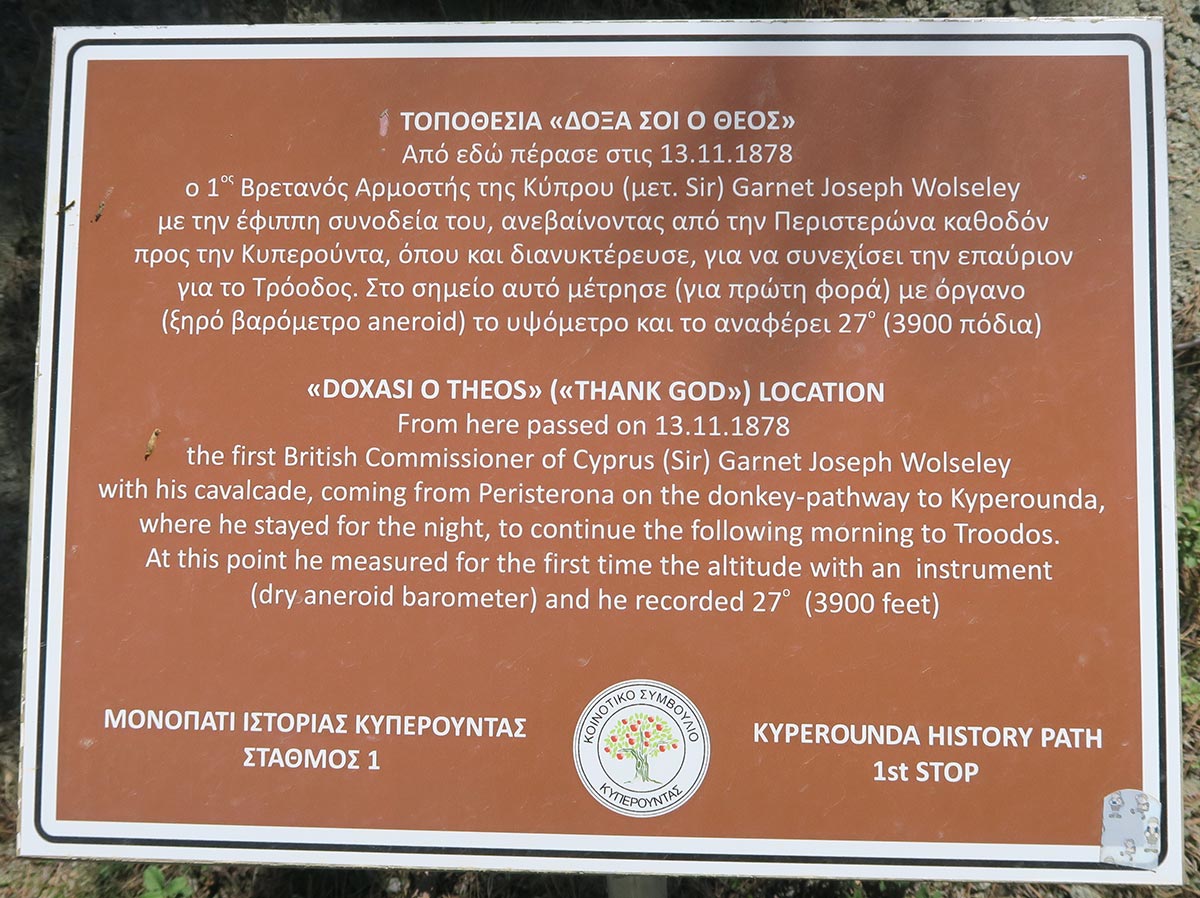 ΤΟΠΟΘΕΣΙΑ «ΔΟΞΑ ΣΟΙ Ο ΘΕΟΣ»
Από εδώ πέρασε στις 13.11.1878
ο 1ος Βρετανός Αρμοστής της Κύπρου (μετ. Sir) Garnet Joseph Wolseley
με την έφιππη συνοδεία του, ανεβαίνοντας από την Περιστερώνα καθοδόν
προς την Κυπερούντα, όπου και διανυκτέρευσε, για να συνεχίσει την επαύριον
για το Τρόοδος. Στο σημείο αυτό μέτρησε (για πρώτη φορά) με όργανο
(ξηρό βαρόμετρο aneroid) το υψόμετρο και το αναφέρει 27° (3900 πόδια)
«DOXASI O THEOS» («THANK GOD») LOCATION
From here passed on 13.11.1878
the first British Commissioner of Cyprus (Sir) Garnet Joseph Wolseley
with his cavalcade, coming from Peristerona on the donkey-pathway to Kyperounda,
where he stayed for the night, to continue the following morning to Troodos.
At this point he measured for the first time the altitude with an instrument
(dry aneroid barometer) and he recorded 27° (3900 feet)
ΜΟΝΟΠΑΤΙ ΙΣΤΟΡΙΑΣ ΚΥΠΕΡΟΥΝΤΑΣ
ΣΤΑΘΜΟΣ 1
ΚΟΙΝΟΤΙΚΟ ΣΥΜΒΟΥΛΙΟ
ΚΥΠΕΡΟΥΝΤΑΣ
KYPEROUNDA HISTORY PATH
1st STOP